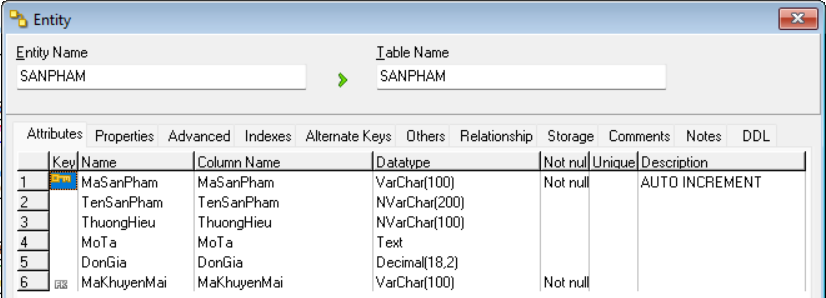 Entity
Entity Name
Table Name
SANPHAM
SANPHAM
Attributes Properties Advanced Indexes Alternate Keys Others Relationship Storage Comments Notes DDL
Key Name Column Name Datatype Not nul Unique Description
1 MaSanPham MaSanPham VarChar(100) Not null AUTO INCREMENT
2 TenSanPham TenSanPham NVarChar(200)
3 ThuongHieu ThuongHieu NVarChar(100)
4 MoTa MoTa Text
5 DonGia DonGia Decimal(18,2)
6 MaKhuyenMai MaKhuyenMai VarChar(100) Not null